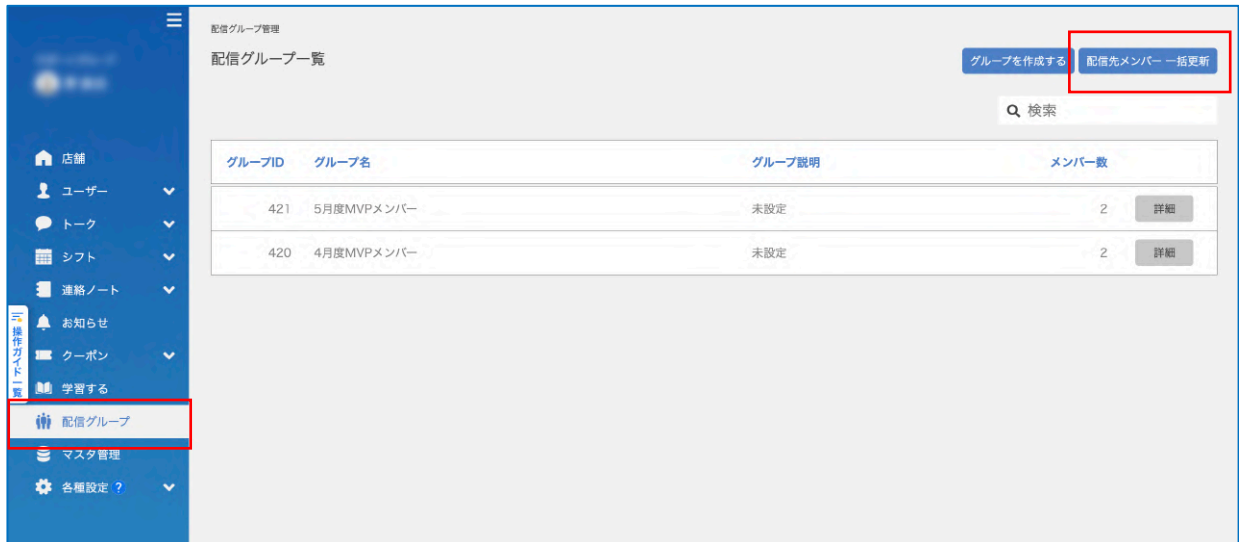 配信グループ管理
配信グループ一覧
グループを作成する
配信先メンバー 一括更新
検索
店舗
ユーザー
トーク
シフト
連絡ノート
お知らせ
クーポン
学習する
配信グループ
マスタ管理
各種設定 ?
操作ガイド一覧
グループID グループ名 グループ説明 メンバー数
421 5月度MVPメンバー 未設定 2 詳細
420 4月度MVPメンバー 未設定 2 詳細